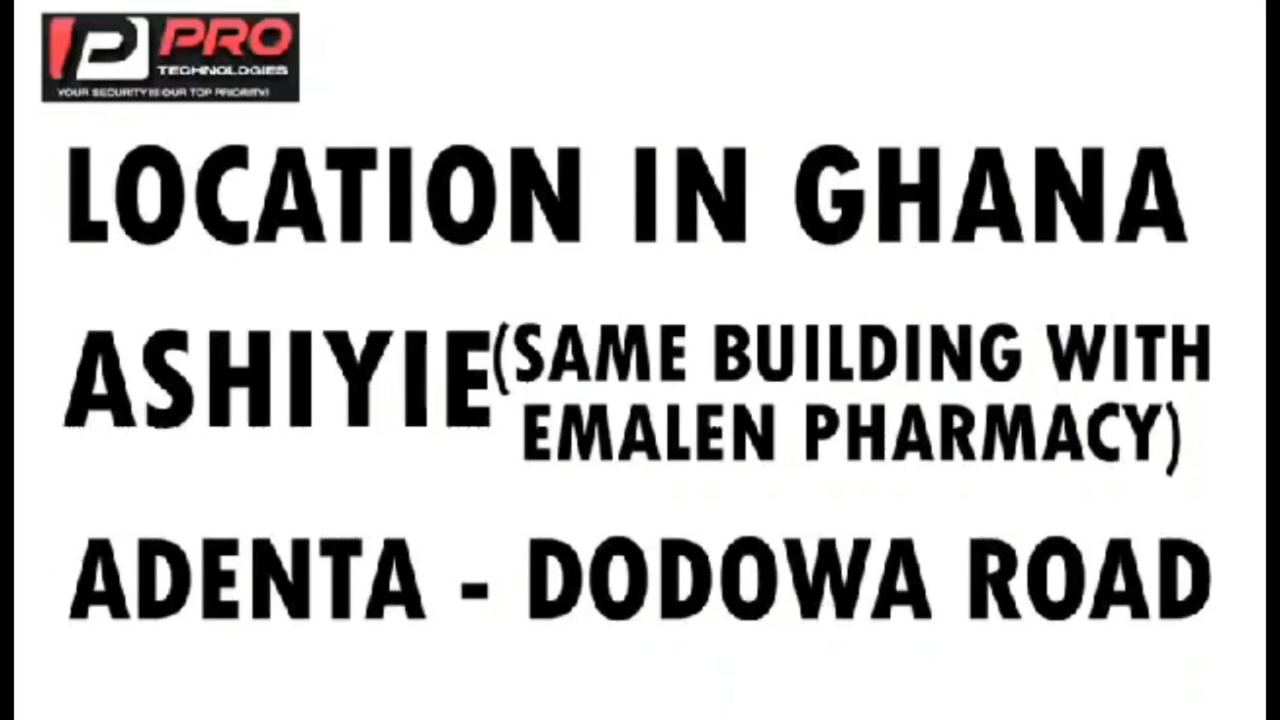 PRO
TECHNOLOGIES
YOUR SECURITY IS OUR TOP PRIORITY!
LOCATION IN GHANA
ASHIYIE (SAME BUILDING WITH
EMALEN PHARMACY)
ADENTA - DODOWA ROAD